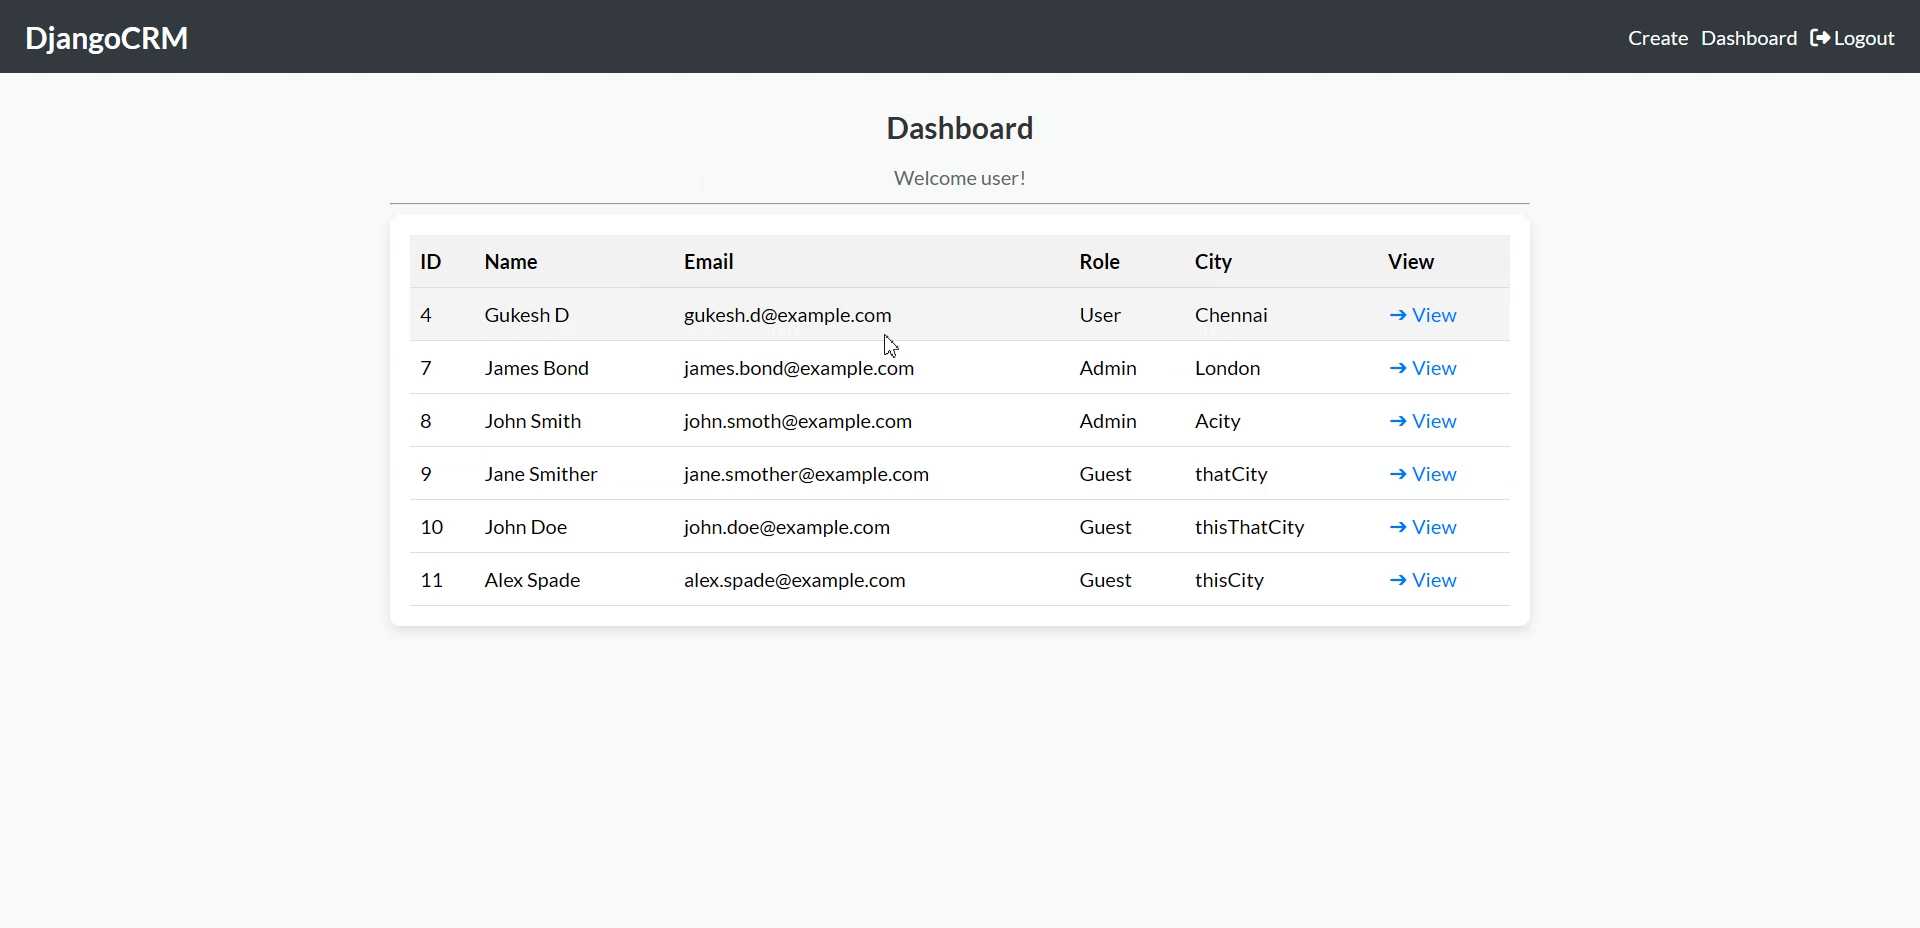 DjangoCRM Create Dashboard Logout
Dashboard
Welcome user!
ID Name Email Role City View
4 Gukesh D gukesh.d@example.com User Chennai ➔ View
7 James Bond james.bond@example.com Admin London ➔ View
8 John Smith john.smoth@example.com Admin Acity ➔ View
9 Jane Smither jane.smother@example.com Guest thatCity ➔ View
10 John Doe john.doe@example.com Guest thisThatCity ➔ View
11 Alex Spade alex.spade@example.com Guest thisCity ➔ View